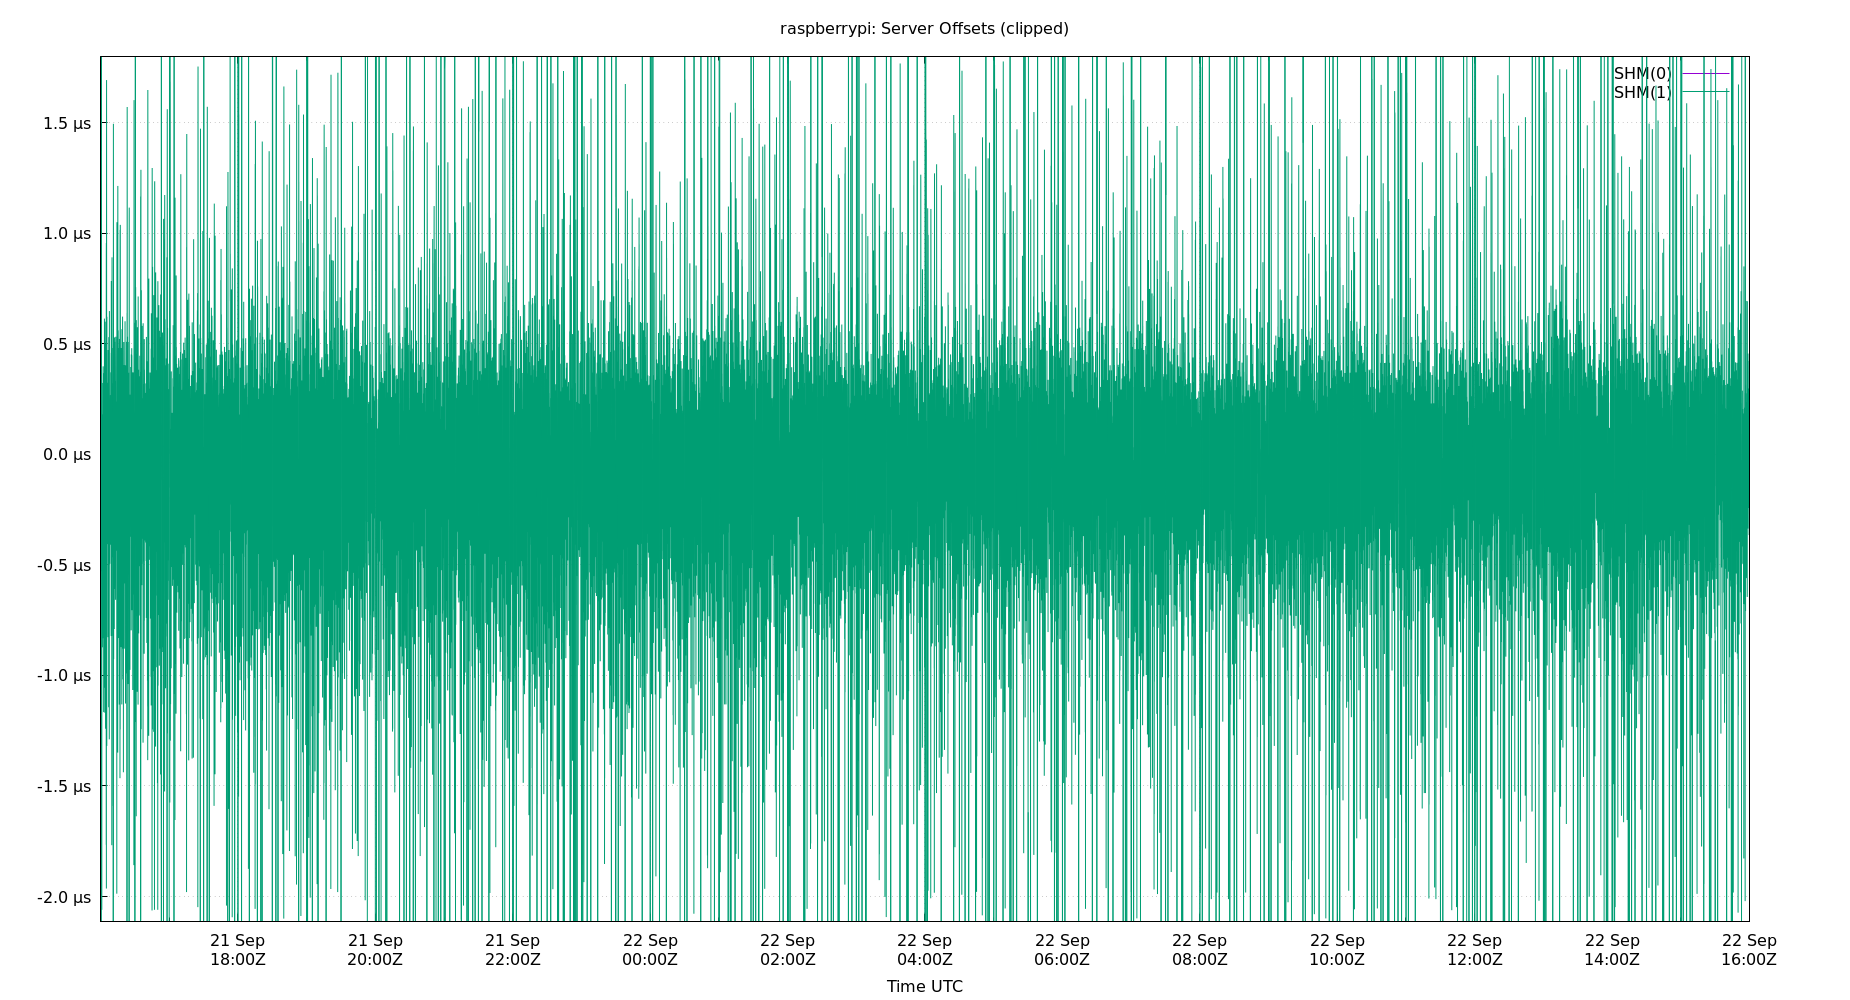 raspberrypi: Server Offsets (clipped)
SHM(0)
SHM(1)
1.5 µs
1.0 µs
0.5 µs
0.0 µs
-0.5 µs
-1.0 µs
-1.5 µs
-2.0 µs
21 Sep 21 Sep 21 Sep 22 Sep 22 Sep 22 Sep 22 Sep 22 Sep 22 Sep 22 Sep 22 Sep 22 Sep
18:00Z 20:00Z 22:00Z 00:00Z 02:00Z 04:00Z 06:00Z 08:00Z 10:00Z 12:00Z 14:00Z 16:00Z
Time UTC